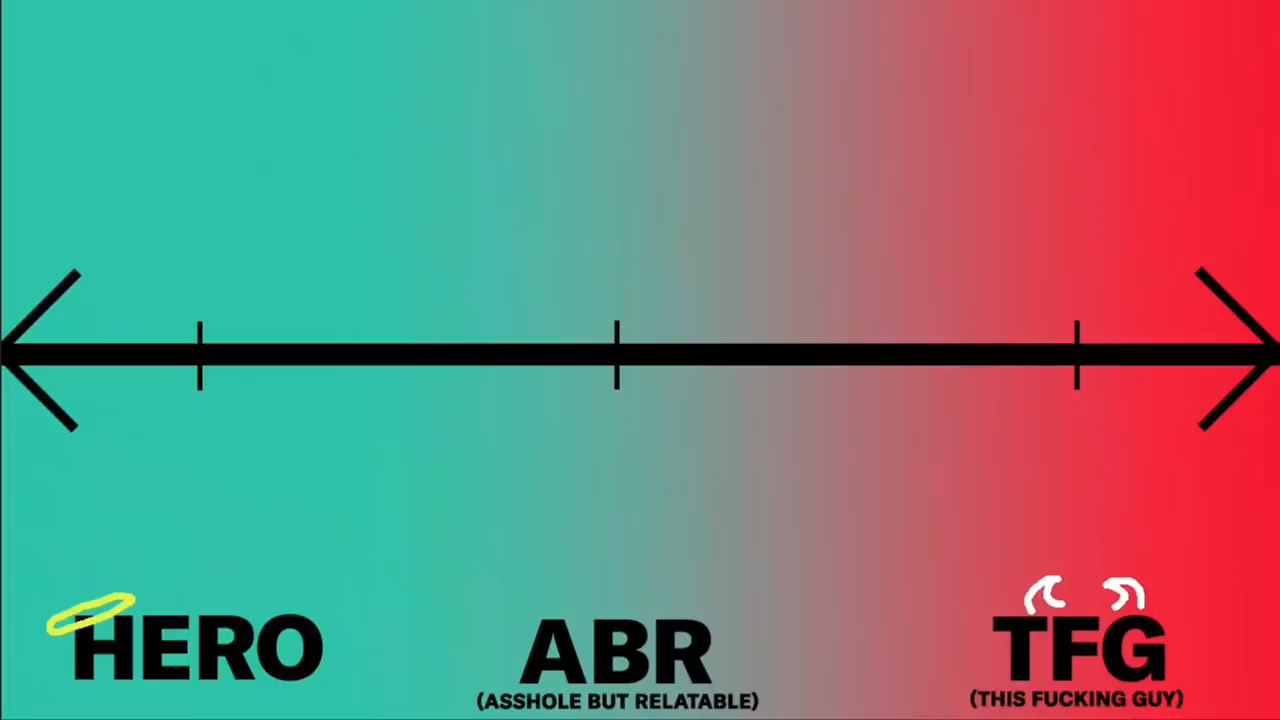 HERO
ABR
(ASSHOLE BUT RELATABLE)
TFG
(THIS FUCKING GUY)